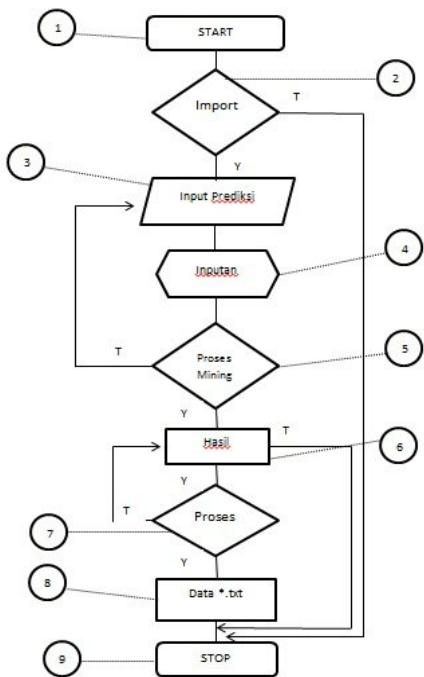 1
START
2
Import
T
Y
3
Input Prediksi
4
Inputan
5
T
Proses
Mining
Y
Hasil
T
6
Y
T
Proses
7
Y
8
Data *.txt
9
STOP